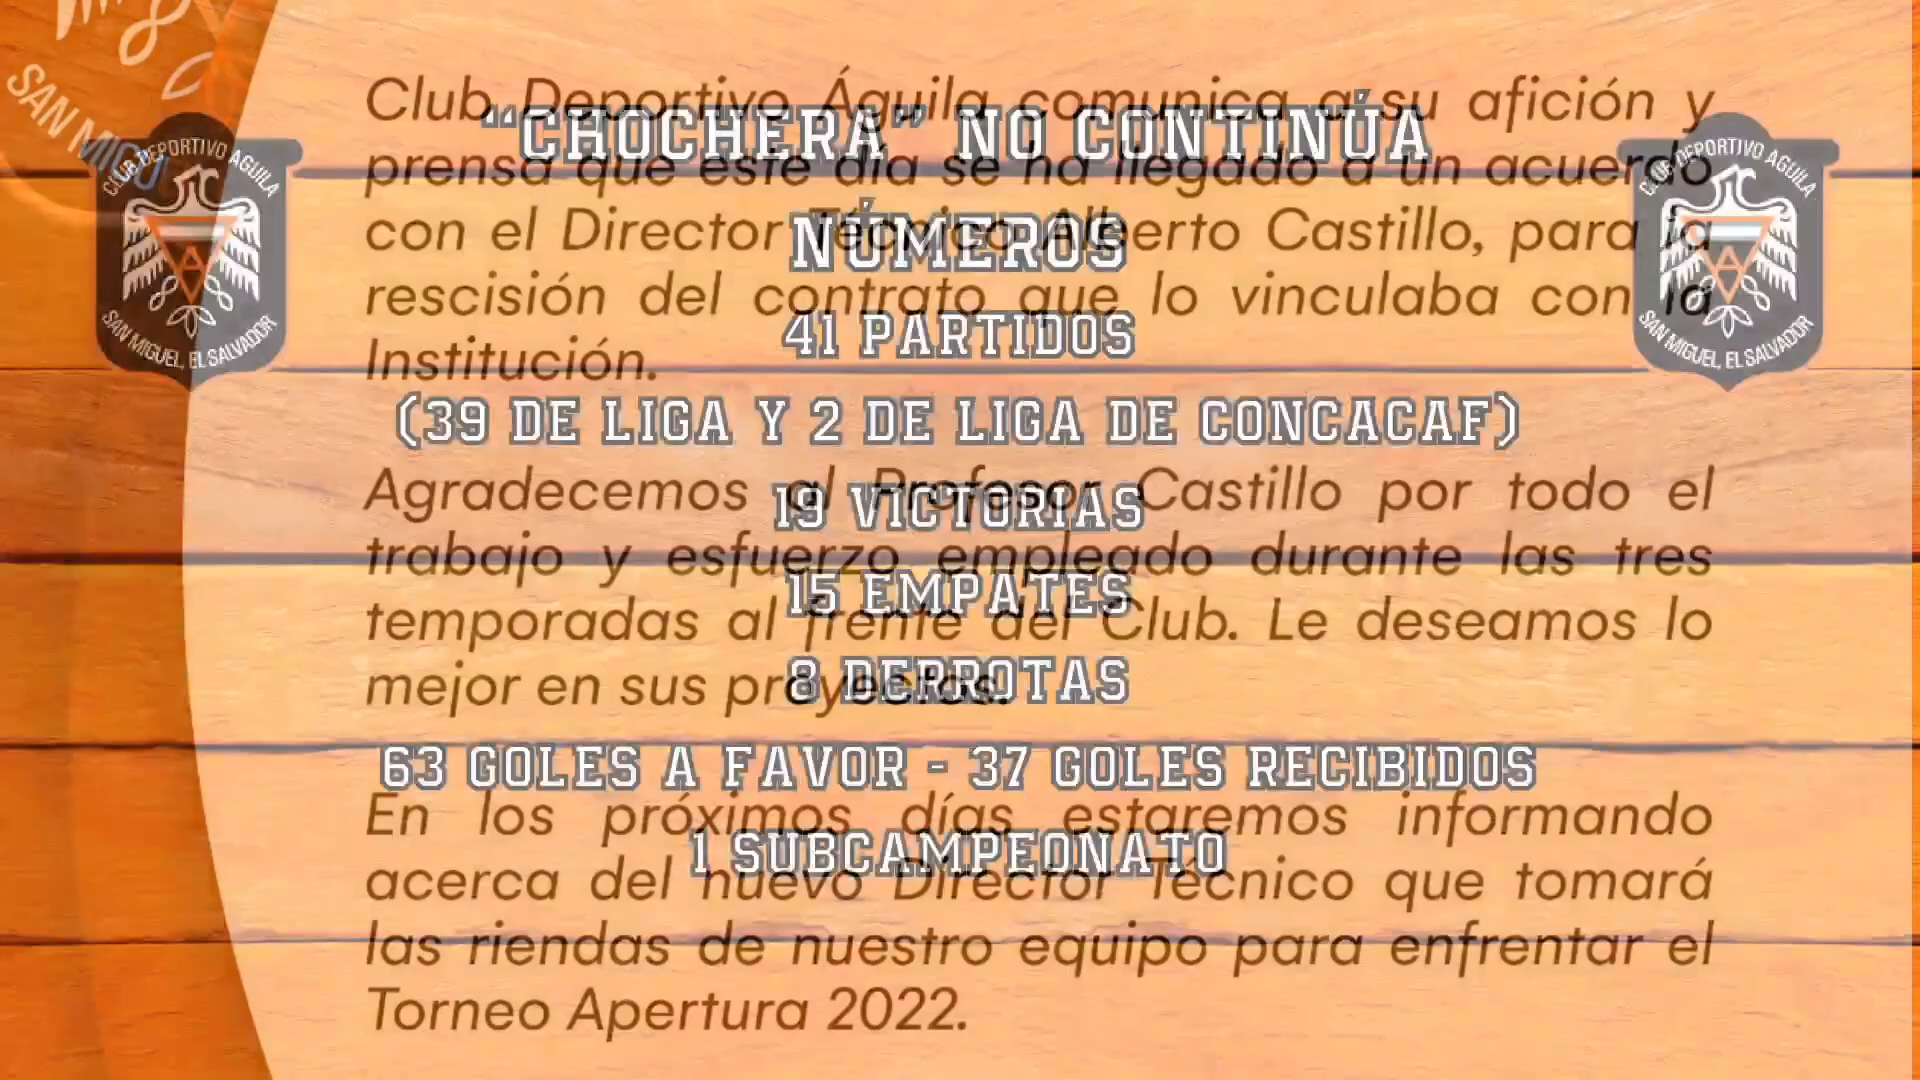 SAN MIGU
CLUB DEPORTIVO AGUILA
SAN MIGUEL, EL SALVADOR
CLUB DEPORTIVO AGUILA
SAN MIGUEL, EL SALVADOR
"CHOCHERA" NO CONTINÚA
NÚMEROS
41 PARTIDOS
(39 DE LIGA Y 2 DE LIGA DE CONCACAF)
19 VICTORIAS
15 EMPATES
8 DERROTAS
63 GOLES A FAVOR - 37 GOLES RECIBIDOS
1 SUBCAMPEONATO
Club Deportivo Águila comunica a su afición y
prensa que este día se ha llegado a un acuerdo
con el Director Técnico Alberto Castillo, para la
rescisión del contrato que lo vinculaba con la
Institución.
Agradecemos al Profesor Castillo por todo el
trabajo y esfuerzo empleado durante las tres
temporadas al frente del Club. Le deseamos lo
mejor en sus proyectos.
En los próximos días estaremos informando
acerca del nuevo Director Técnico que tomará
las riendas de nuestro equipo para enfrentar el
Torneo Apertura 2022.